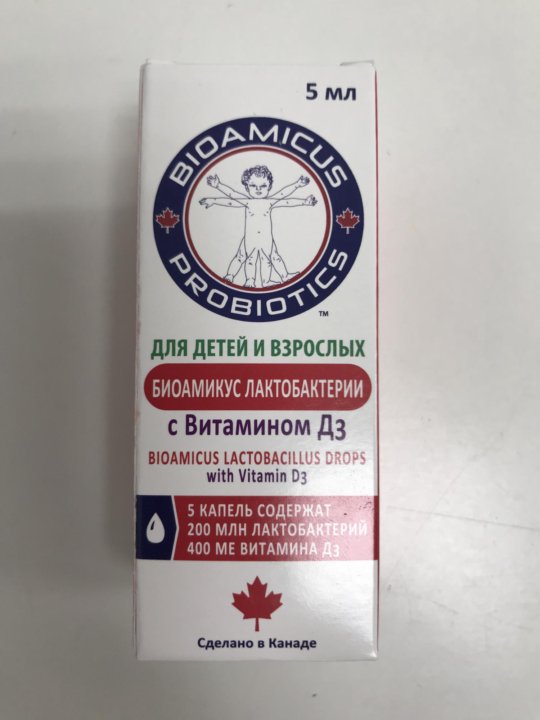 5 мл
BIOAMICUS
PROBIOTICS
™
ДЛЯ ДЕТЕЙ И ВЗРОСЛЫХ
БИОАМИКУС ЛАКТОБАКТЕРИИ
с Витамином Д3
BIOAMICUS LACTOBACILLUS DROPS
with Vitamin D3
5 КАПЕЛЬ СОДЕРЖАТ
200 МЛН ЛАКТОБАКТЕРИЙ
400 МЕ ВИТАМИНА Д3
Сделано в Канаде